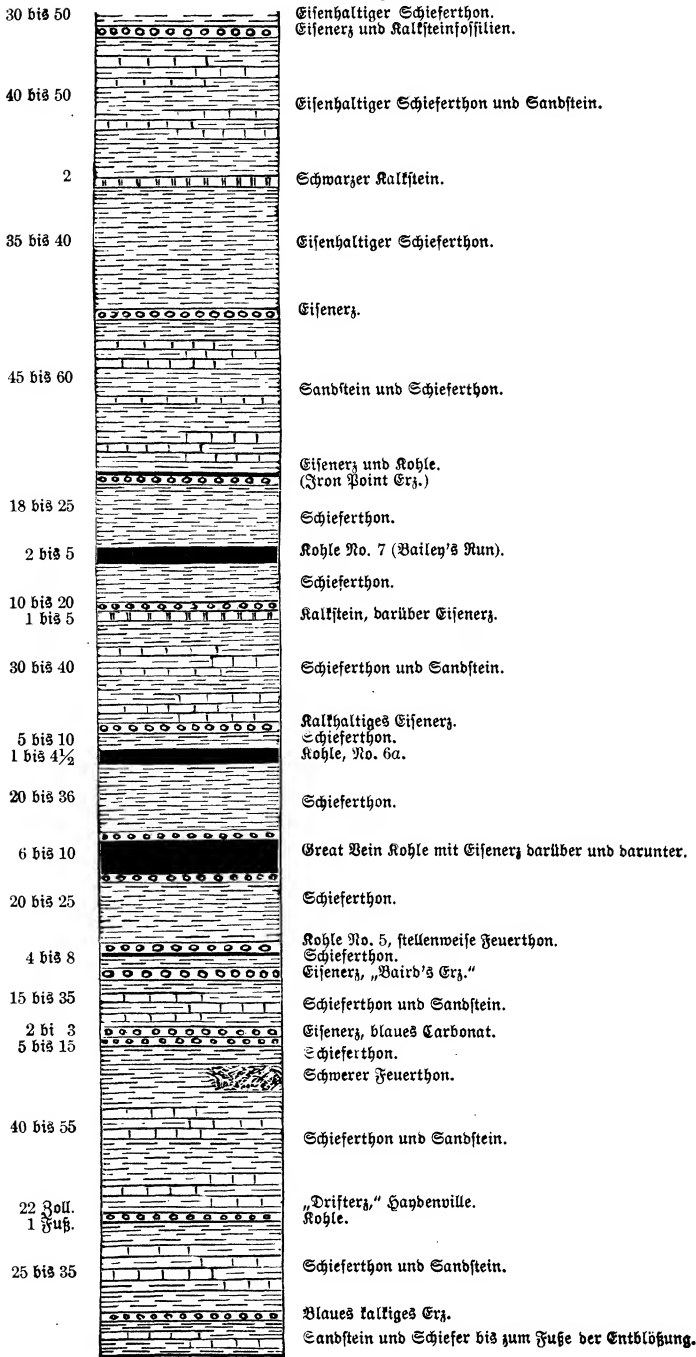 30 bis 50 Eisenhaltiger Schieferthon.
Eisenerz und Kalksteinfossilien.
40 bis 50 Eisenhaltiger Schieferthon und Sandstein.
2 Schwarzer Kalkstein.
35 bis 40 Eisenhaltiger Schieferthon.
Eisenerz.
45 bis 60 Sandstein und Schieferthon.
Eisenerz und Kohle.
(Iron Point Erz.)
18 bis 25 Schieferthon.
2 bis 5 Kohle No. 7 (Bailey's Run).
Schieferthon.
10 bis 20
1 bis 5 Kalkstein, darüber Eisenerz.
30 bis 40 Schieferthon und Sandstein.
Kalkhaltiges Eisenerz.
5 bis 10 Schieferthon.
1 bis 4½ Kohle, No. 6a.
20 bis 36 Schieferthon.
6 bis 10 Great Vein Kohle mit Eisenerz darüber und darunter.
20 bis 25 Schieferthon.
Kohle No. 5, stellenweise Feuerthon.
4 bis 8 Schieferthon.
Eisenerz, „Baird's Erz.“
15 bis 35 Schieferthon und Sandstein.
2 bi 3 Eisenerz, blaues Carbonat.
5 bis 15 Schieferthon.
Schwerer Feuerthon.
40 bis 55 Schieferthon und Sandstein.
22 Zoll. „Drifterz,“ Haydenville.
1 Fuß. Kohle.
25 bis 35 Schieferthon und Sandstein.
Blaues kalkiges Erz.
Sandstein und Schiefer bis zum Fuße der Entblößung.